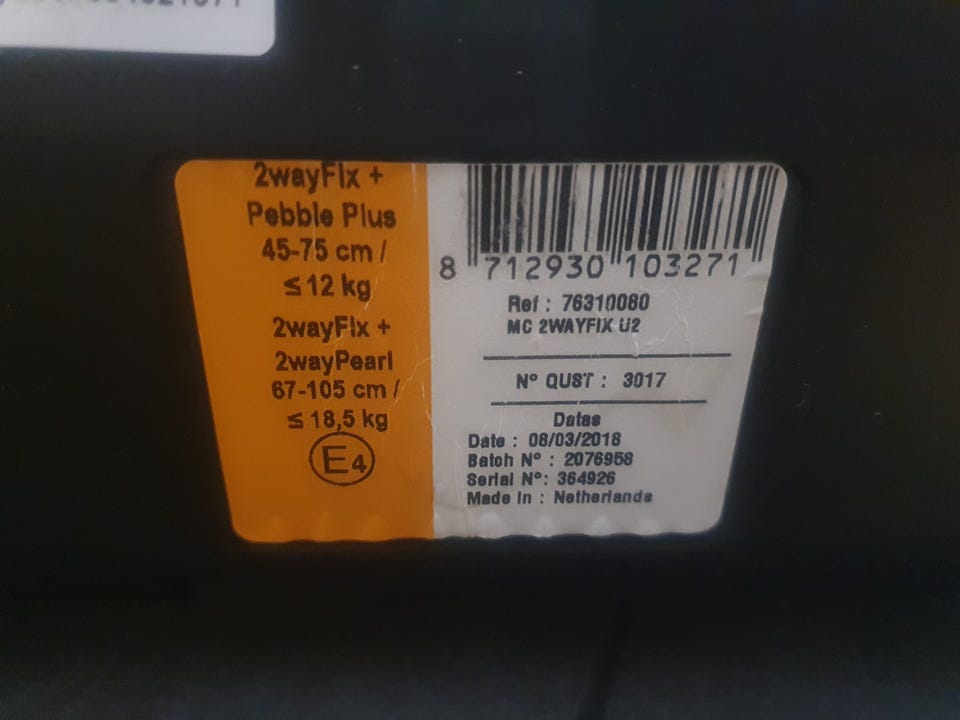 2wayFix +
Pebble Plus
45-75 cm /
≤ 12 kg
2wayFix +
2wayPearl
67-105 cm /
≤ 18,5 kg
E4
8 712930 103271
Ref : 76310080
MC 2WAYFIX U2
N° QUST : 3017
Datas
Date : 08/03/2018
Batch N° : 2076958
Serial N°: 364926
Made in : Netherlands